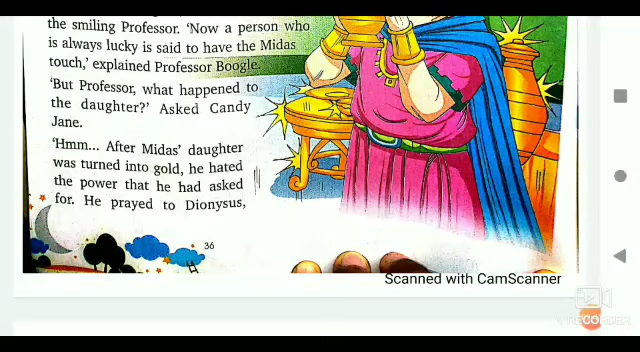 the smiling Professor. 'Now a person who
is always lucky is said to have the Midas
touch,' explained Professor Boogle.
'But Professor, what happened to
the daughter?' Asked Candy
Jane.
'Hmm... After Midas' daughter
was turned into gold, he hated
the power that he had asked
for. He prayed to Dionysus,
36
Scanned with CamScanner
RECORDER